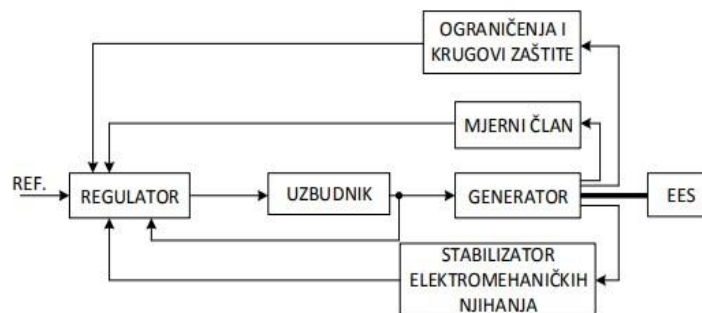 OGRANIČENJA I
KRUGOVI ZAŠTITE
MJERNI ČLAN
REF.
REGULATOR
UZBUDNIK
GENERATOR
EES
STABILIZATOR
ELEKTROMEHANIČKIH
NJIHANJA